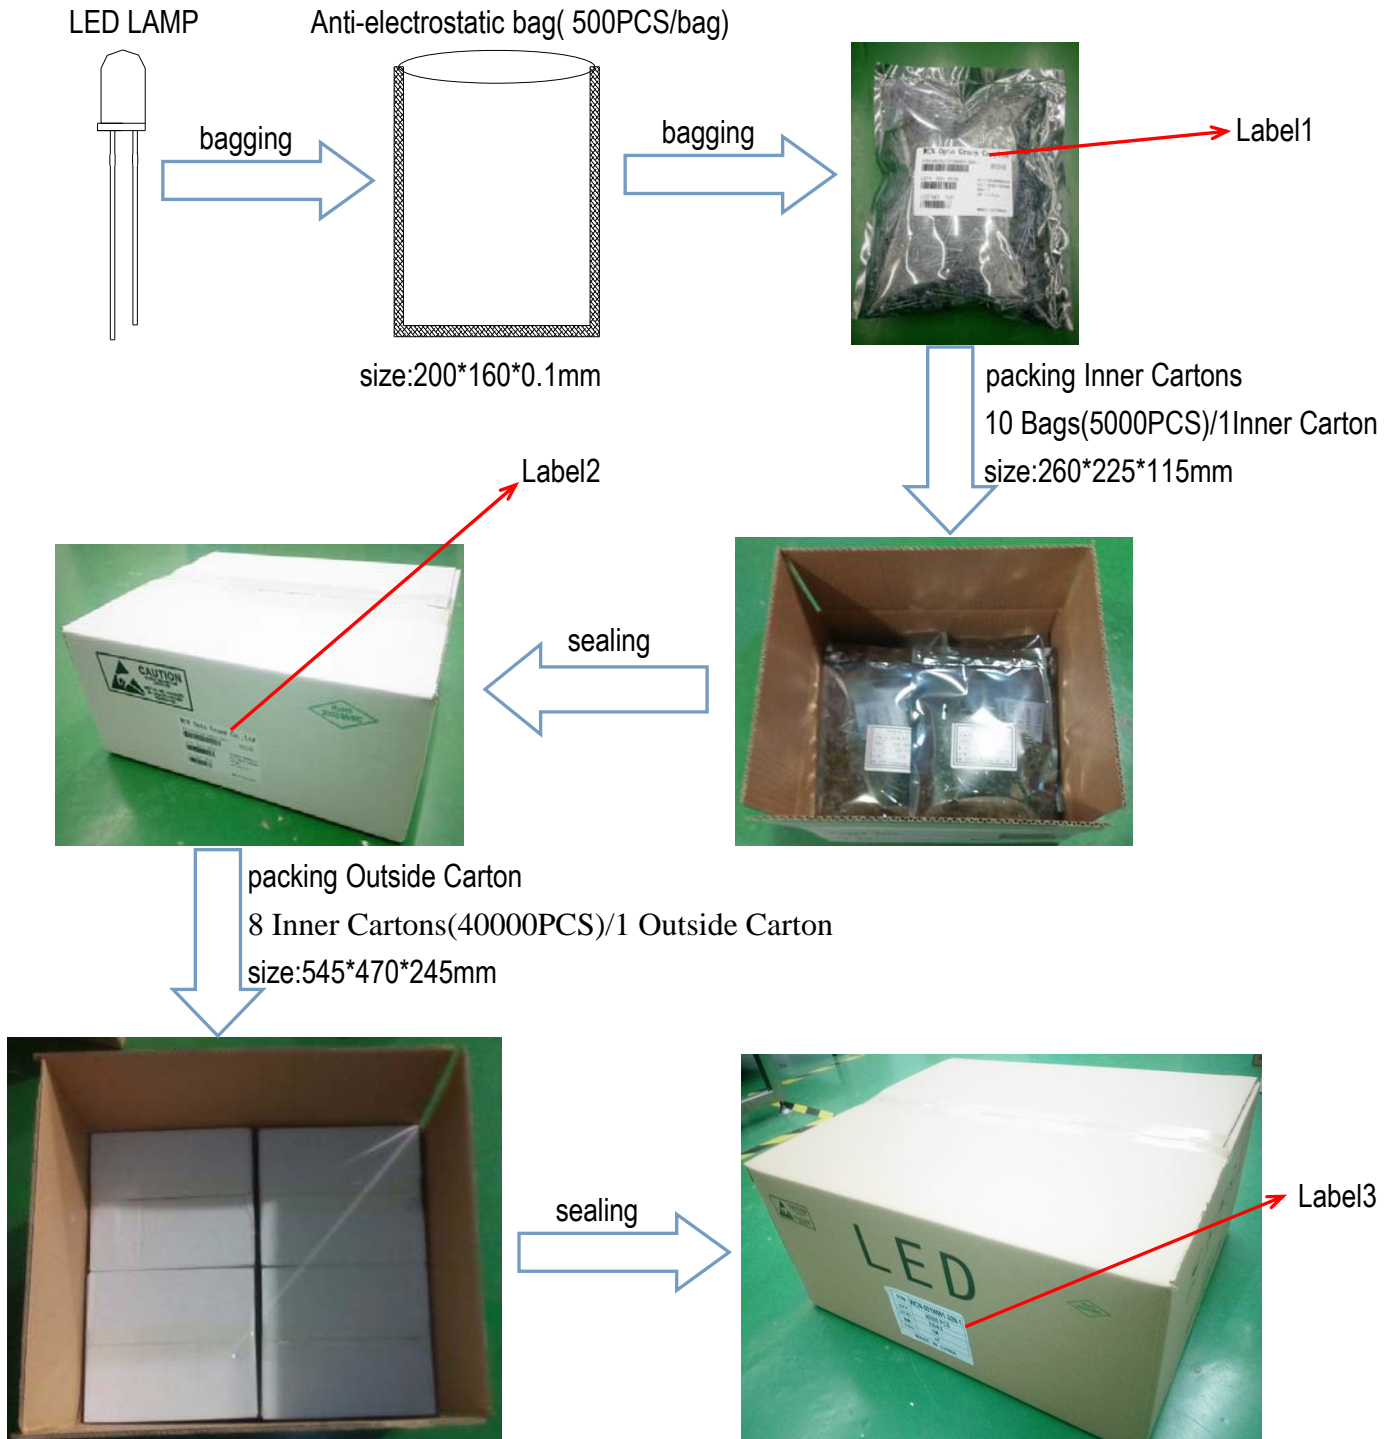 LED LAMP
Anti-electrostatic bag( 500PCS/bag)
bagging
bagging
Label1
size:200*160*0.1mm
packing Inner Cartons
10 Bags(5000PCS)/1Inner Carton
size:260*225*115mm
Label2
sealing
CAUTION
packing Outside Carton
8 Inner Cartons(40000PCS)/1 Outside Carton
size:545*470*245mm
sealing
Label3
LED